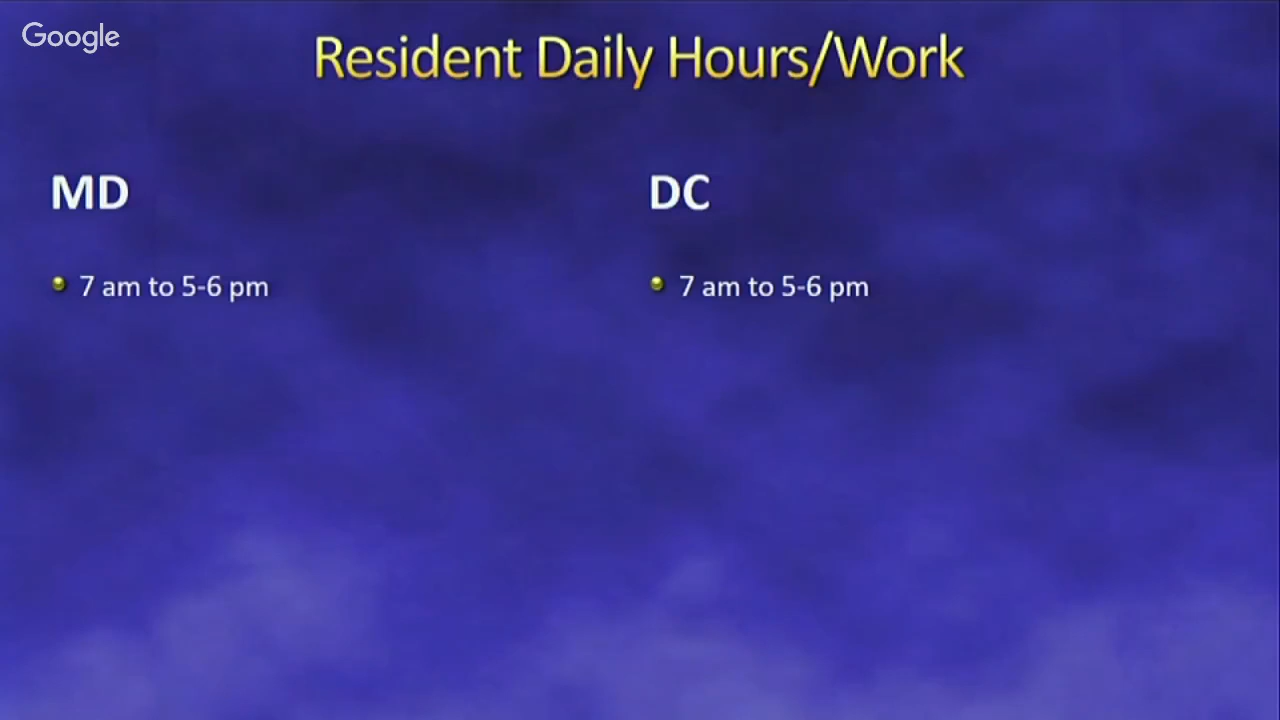 Google
Resident Daily Hours/Work
MD
7 am to 5-6 pm
DC
7 am to 5-6 pm